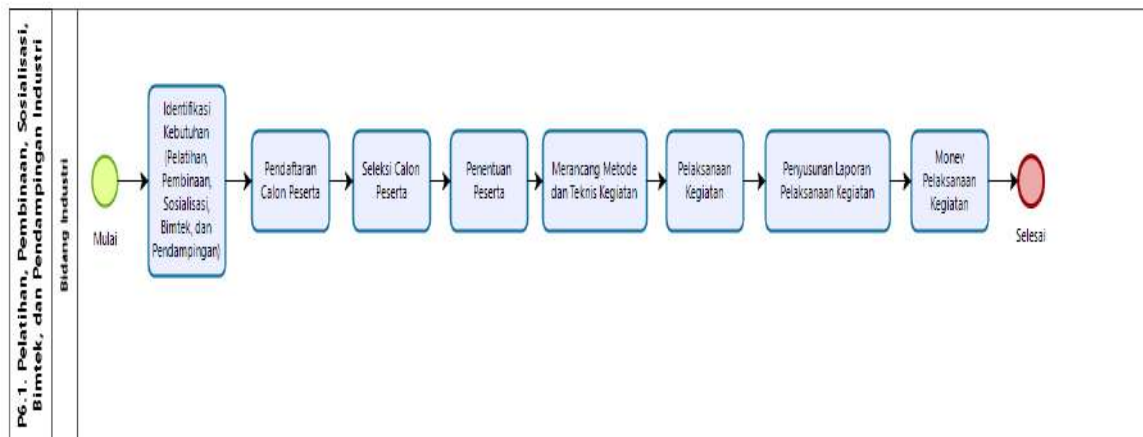 P6.1. Pelatihan, Pembinaan, Sosialisasi,
Bimtek, dan Pendampingan Industri
Bidang Industri
Mulai
Identifikasi
Kebutuhan
(Pelatihan,
Pembinaan,
Sosialisasi,
Bimtek, dan
Pendampingan)
Pendaftaran
Calon Peserta
Seleksi Calon
Peserta
Penentuan
Peserta
Merancang Metode
dan Teknis Kegiatan
Pelaksanaan
Kegiatan
Penyusunan Laporan
Pelaksanaan Kegiatan
Monev
Pelaksanaan
Kegiatan
Selesai